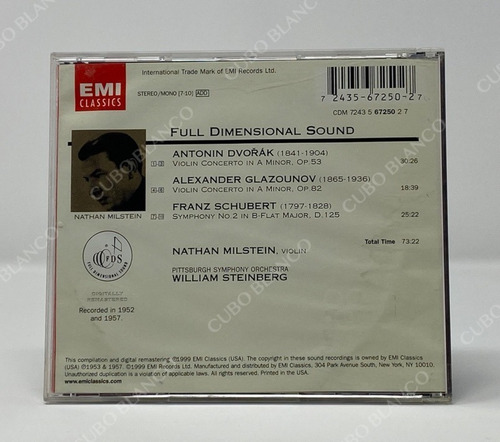 EMI
CLASSICS
International Trade Mark of EMI Records Ltd.
STEREO/MONO (7-10) ADD
7 2435-67250-2 7
CDM 7243 5 67250 2 7
FULL DIMENSIONAL SOUND
ANTONIN DVOŘÁK (1841-1904)
VIOLIN CONCERTO IN A MINOR, OP.53 30:26
ALEXANDER GLAZOUNOV (1865-1936)
VIOLIN CONCERTO IN A MINOR, OP.82 18:39
FRANZ SCHUBERT (1797-1828)
SYMPHONY NO.2 IN B-FLAT MAJOR, D.125 25:22
NATHAN MILSTEIN
Total Time 73:22
NATHAN MILSTEIN, VIOLIN
PITTSBURGH SYMPHONY ORCHESTRA
WILLIAM STEINBERG
FDS
FULL DIMENSIONAL SOUND
DIGITALLY
REMASTERED
Recorded in 1952
and 1957.
This compilation and digital remastering ©1999 EMI Classics (USA). The copyright in these sound recordings is owned by EMI Classics
(USA) ©1953 & 1957. ©1999 EMI Records Ltd. Manufactured and distributed by EMI Classics, 304 Park Avenue South, New York, NY 10010.
Unauthorized duplication is a violation of applicable laws. All rights reserved. Printed in USA.
www.emiclassics.com
CUBO BLANCO